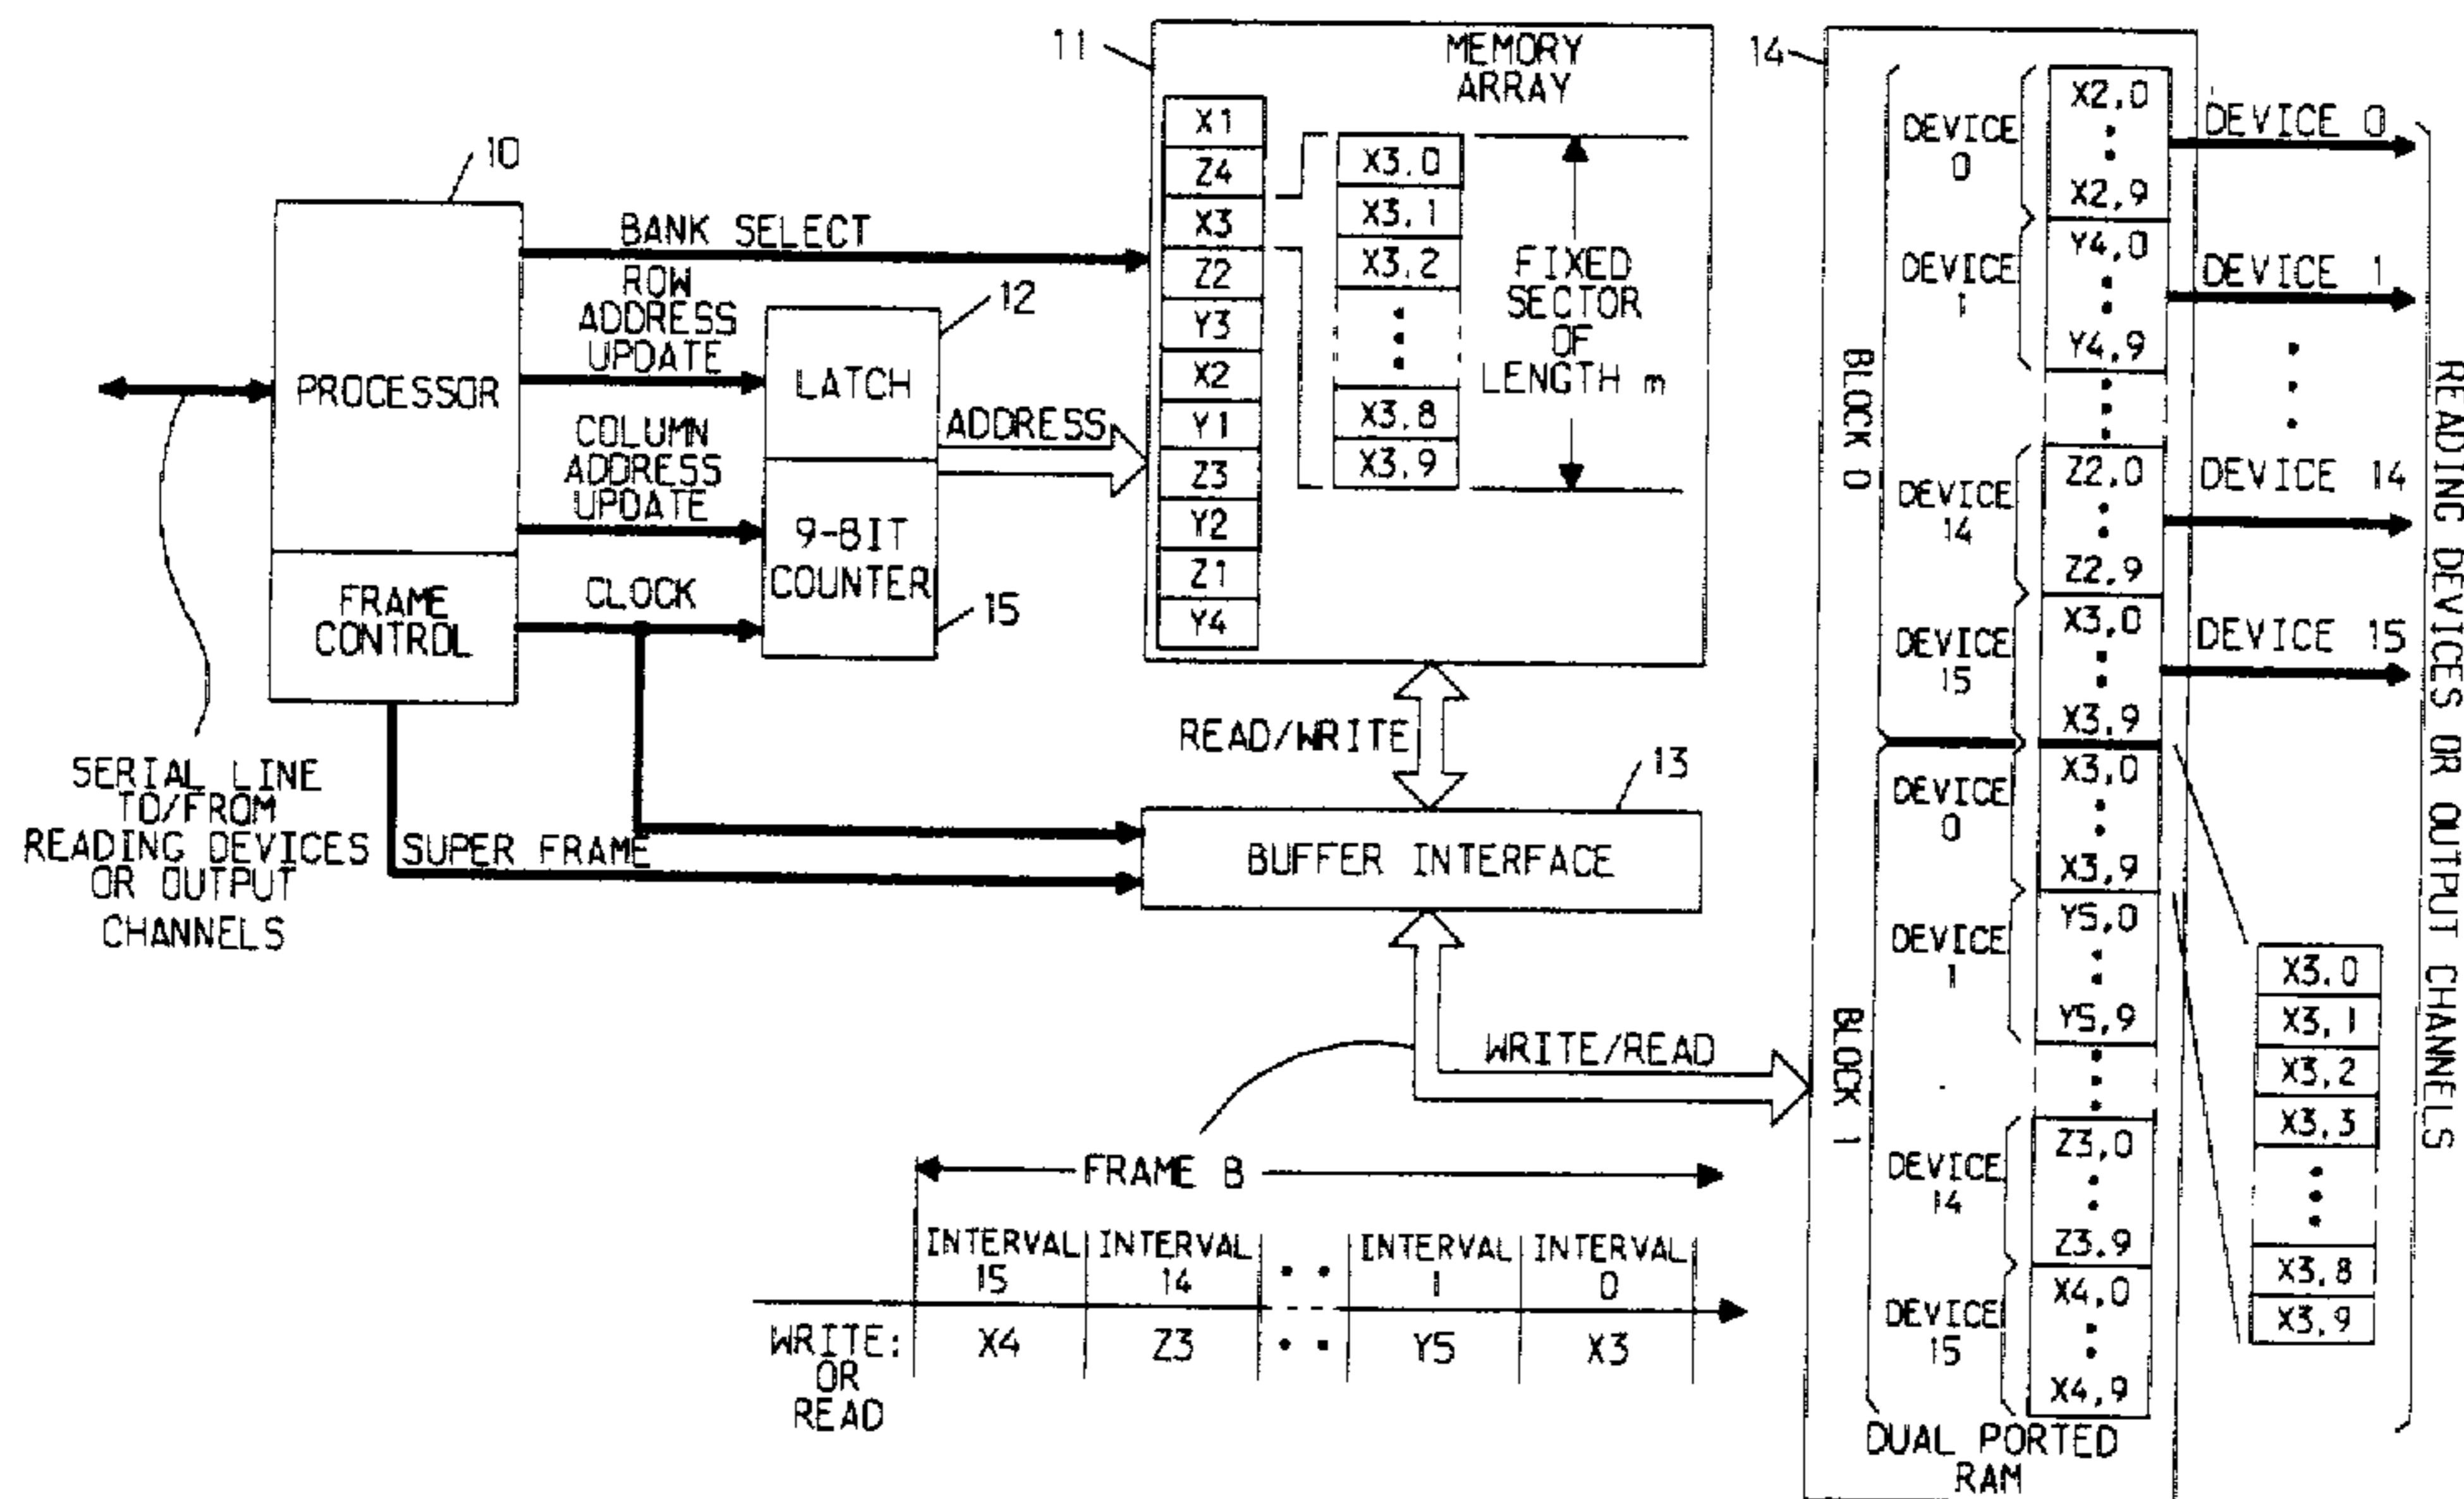 10
PROCESSOR
FRAME
CONTROL
SERIAL LINE
TO/FROM
READING DEVICES
OR OUTPUT
CHANNELS
BANK SELECT
ROW
ADDRESS
UPDATE
COLUMN
ADDRESS
UPDATE
CLOCK
SUPER FRAME
12
LATCH
9-BIT
COUNTER
15
ADDRESS
11
MEMORY
ARRAY
X1
Z4
X3
Z2
Y3
X2
Y1
Z3
Y2
Z1
Y4
X3,0
X3,1
X3,2
X3,8
X3,9
FIXED
SECTOR
OF
LENGTH m
READ/WRITE
13
BUFFER INTERFACE
WRITE/READ
FRAME B
INTERVAL
15
INTERVAL
14
INTERVAL
1
INTERVAL
0
WRITE:
OR
READ
X4
Z3
Y5
X3
14
BLOCK 0
DEVICE
0
X2,0
X2,9
DEVICE
1
Y4,0
Y4,9
DEVICE
14
Z2,0
Z2,9
DEVICE
15
X3,0
X3,9
BLOCK 1
DEVICE
0
X3,0
X3,9
DEVICE
1
Y5,0
Y5,9
DEVICE
14
Z3,0
Z3,9
DEVICE
15
X4,0
X4,9
DUAL PORTED
RAM
DEVICE 0
DEVICE 1
DEVICE 14
DEVICE 15
X3,0
X3,1
X3,2
X3,3
X3,8
X3,9
READING DEVICES OR OUTPUT CHANNELS